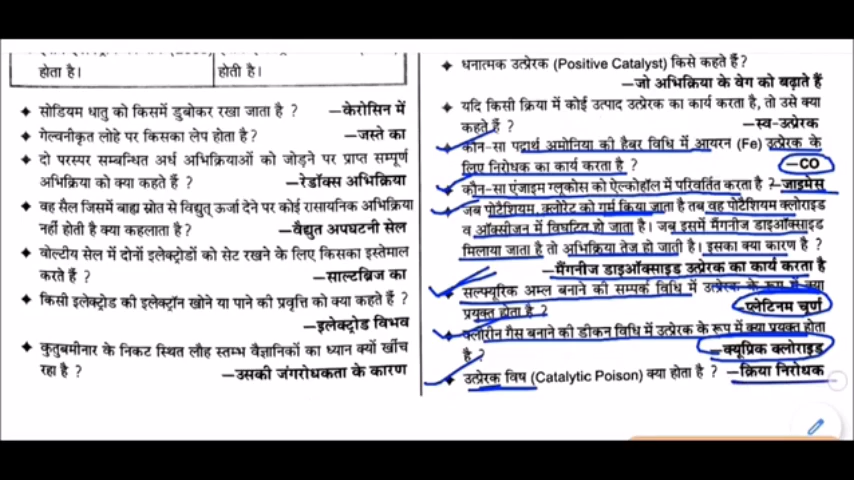 होता है।
होती है।
✦ सोडियम धातु को किसमें डुबोकर रखा जाता है ? —केरोसिन में
✦ गेल्वनीकृत लोहे पर किसका लेप होता है? —जस्ते का
✦ दो परस्पर सम्बन्धित अर्ध अभिक्रियाओं को जोड़ने पर प्राप्त सम्पूर्ण
अभिक्रिया को क्या कहते हैं ? —रेडॉक्स अभिक्रिया
✦ वह सैल जिसमें बाह्य स्रोत से विद्युत् ऊर्जा देने पर कोई रासायनिक अभिक्रिया
नहीं होती है क्या कहलाता है? —वैद्युत अपघटनी सेल
✦ वोल्टीय सेल में दोनों इलेक्ट्रोडों को सेट रखने के लिए किसका इस्तेमाल
करते हैं ? —साल्टब्रिज का
✦ किसी इलेक्ट्रोड की इलेक्ट्रॉन खोने या पाने की प्रवृत्ति को क्या कहते हैं ?
—इलेक्ट्रोड विभव
✦ कुतुबमीनार के निकट स्थित लौह स्तम्भ वैज्ञानिकों का ध्यान क्यों खींच
रहा है ? —उसकी जंगरोधकता के कारण
✦ धनात्मक उत्प्रेरक (Positive Catalyst) किसे कहते हैं?
—जो अभिक्रिया के वेग को बढ़ाते हैं
✦ यदि किसी क्रिया में कोई उत्पाद उत्प्रेरक का कार्य करता है, तो उसे क्या
कहते हैं ? —स्व-उत्प्रेरक
✦ कौन-सा पदार्थ अमोनिया की हैबर विधि में आयरन (Fe) उत्प्रेरक के
लिए निरोधक का कार्य करता है ? —CO
✦ कौन-सा एंजाइम ग्लूकोस को ऐल्कोहॉल में परिवर्तित करता है ?—जाइमेस
✦ जब पोटैशियम क्लोरेट को गर्म किया जाता है तब वह पोटैशियम क्लोराइड
व ऑक्सीजन में विघटित हो जाता है। जब इसमें मैंगनीज डाइऑक्साइड
मिलाया जाता है तो अभिक्रिया तेज हो जाती है। इसका क्या कारण है ?
—मैंगनीज डाइऑक्साइड उत्प्रेरक का कार्य करता है
✦ सल्फ्यूरिक अम्ल बनाने की सम्पर्क विधि में उत्प्रेरक के रूप में क्या
प्रयुक्त होता है ? —प्लेटिनम चूर्ण
✦ क्लोरीन गैस बनाने की डीकन विधि में उत्प्रेरक के रूप में क्या प्रयुक्त होता
है ? —क्यूप्रिक क्लोराइड
✦ उत्प्रेरक विष (Catalytic Poison) क्या होता है ? —क्रिया निरोधक